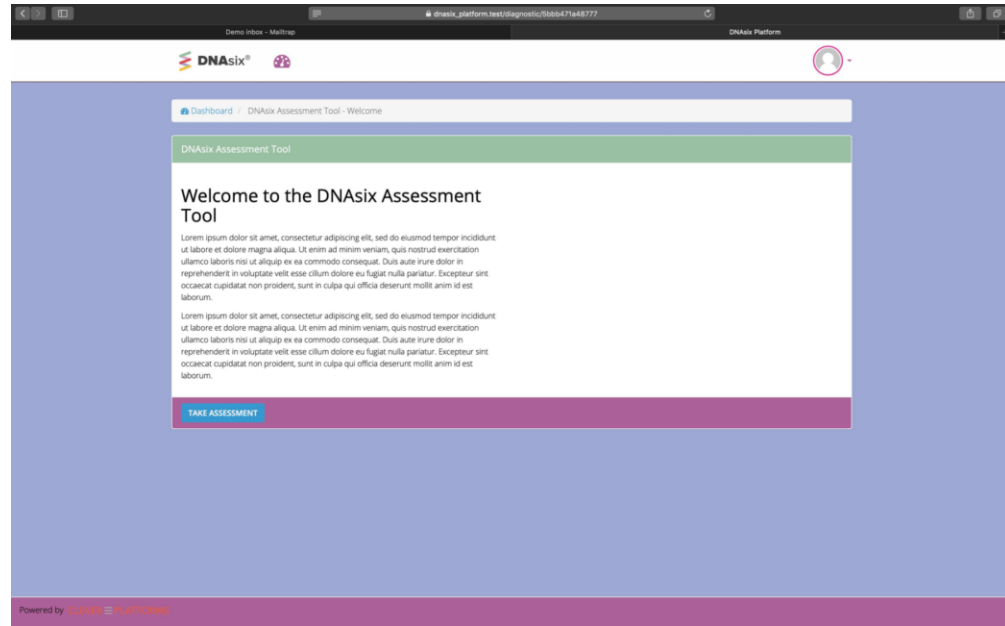 dnasix_platform.test/diagnostic/5bbb471a48777
Demo inbox - Mailtrap
DNAsix Platform
DNAsix®
Dashboard / DNAsix Assessment Tool - Welcome
DNAsix Assessment Tool
Welcome to the DNAsix Assessment
Tool
Lorem ipsum dolor sit amet, consectetur adipiscing elit, sed do eiusmod tempor incididunt
ut labore et dolore magna aliqua. Ut enim ad minim veniam, quis nostrud exercitation
ullamco laboris nisi ut aliquip ex ea commodo consequat. Duis aute irure dolor in
reprehenderit in voluptate velit esse cillum dolore eu fugiat nulla pariatur. Excepteur sint
occaecat cupidatat non proident, sunt in culpa qui officia deserunt mollit anim id est
laborum.
Lorem ipsum dolor sit amet, consectetur adipiscing elit, sed do eiusmod tempor incididunt
ut labore et dolore magna aliqua. Ut enim ad minim veniam, quis nostrud exercitation
ullamco laboris nisi ut aliquip ex ea commodo consequat. Duis aute irure dolor in
reprehenderit in voluptate velit esse cillum dolore eu fugiat nulla pariatur. Excepteur sint
occaecat cupidatat non proident, sunt in culpa qui officia deserunt mollit anim id est
laborum.
TAKE ASSESSMENT
Powered by